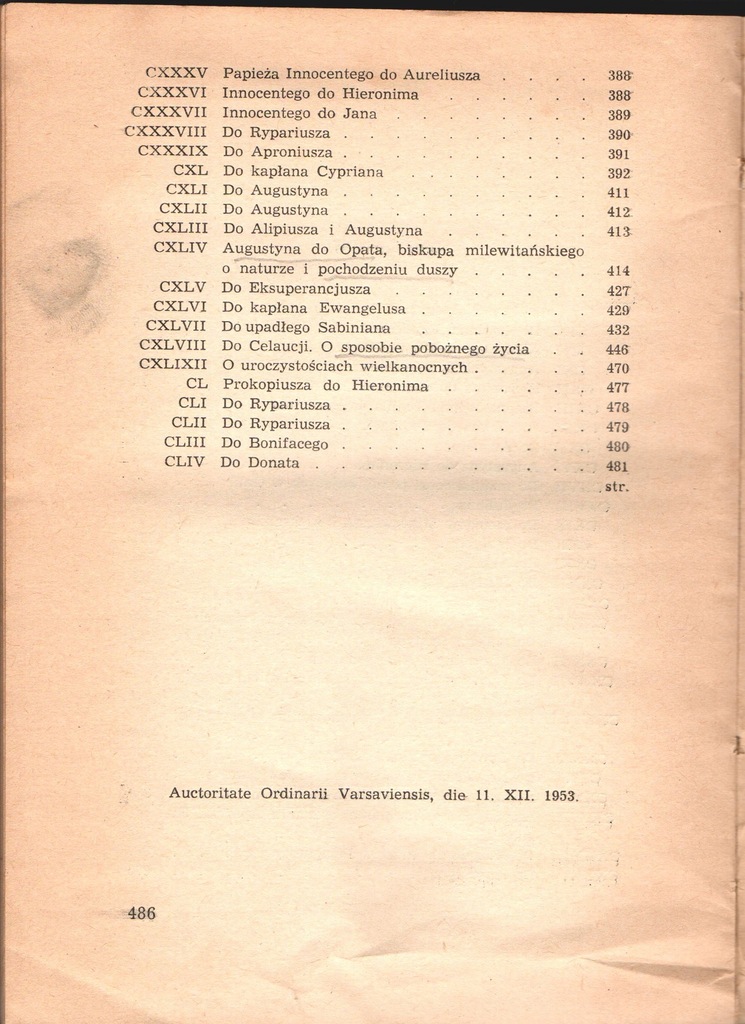 CXXXV Papieża Innocentego do Aureliusza . . . . 388
CXXXVI Innocentego do Hieronima . . . . . . 388
CXXXVII Innocentego do Jana . . . . . . . . 389
CXXXVIII Do Rypariusza . . . . . . . . . . 390
CXXXIX Do Aproniusza . . . . . . . . . . 391
CXL Do kapłana Cypriana . . . . . . . 392
CXLI Do Augustyna . . . . . . . . . . 411
CXLII Do Augustyna . . . . . . . . . . 412
CXLIII Do Alipiusza i Augustyna . . . . . . 413
CXLIV Augustyna do Opata, biskupa milewitańskiego
o naturze i pochodzeniu duszy . . . . . 414
CXLV Do Eksuperancjusza . . . . . . . . 427
CXLVI Do kapłana Ewangelusa . . . . . . . 429
CXLVII Do upadłego Sabiniana . . . . . . 432
CXLVIII Do Celaucji. O sposobie pobożnego życia . . 446
CXLIXII O uroczystościach wielkanocnych . . . . . 470
CL Prokopiusza do Hieronima . . . . . . 477
CLI Do Rypariusza . . . . . . . . . . 478
CLII Do Rypariusza . . . . . . . . . . 479
CLIII Do Bonifacego . . . . . . . . . . 480
CLIV Do Donata . . . . . . . . . . . 481
str.
Auctoritate Ordinarii Varsaviensis, die 11. XII. 1953.
486